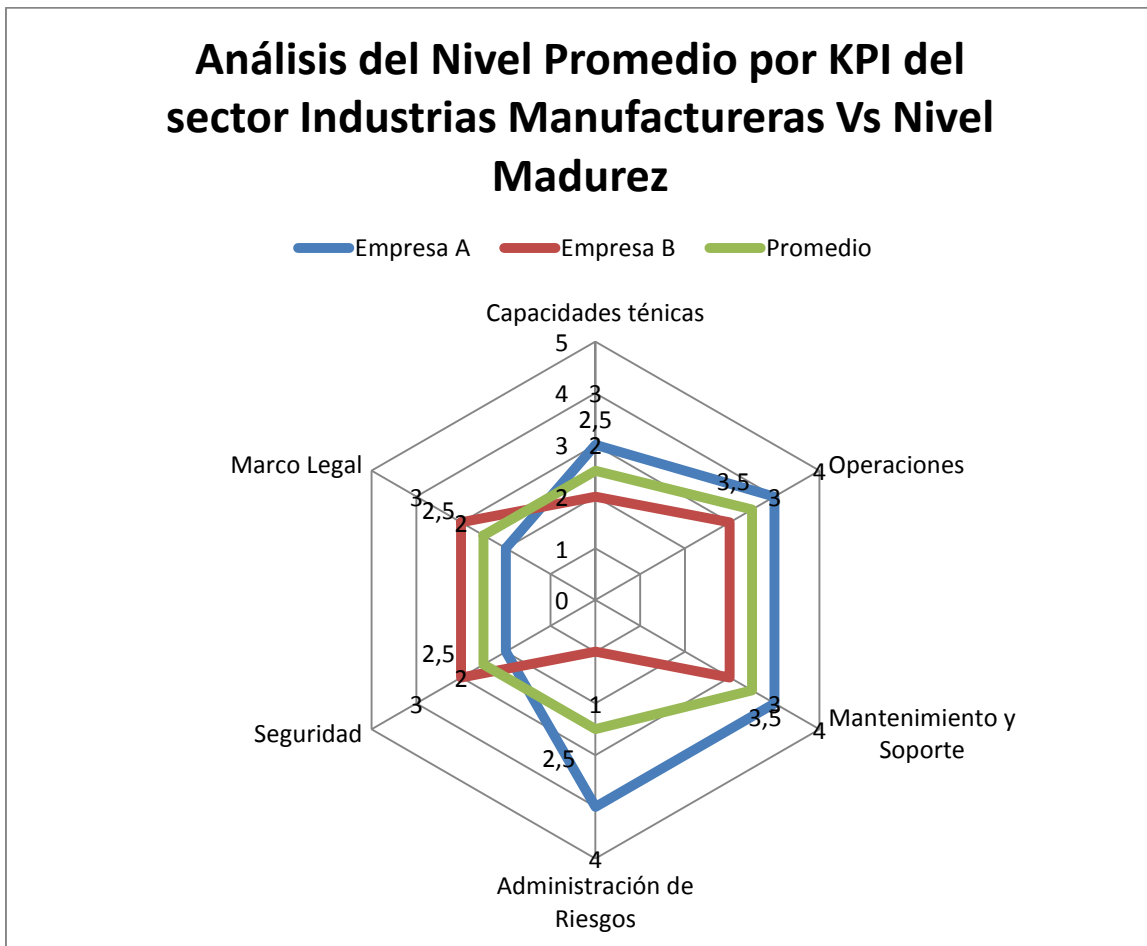 Análisis del Nivel Promedio por KPI del
sector Industrias Manufactureras Vs Nivel
Madurez
Empresa A Empresa B Promedio
Capacidades ténicas
5
4 3
2,5
3 2
2
1
0
Operaciones
4
3,5 3
Mantenimiento y
Soporte
3
3,5
4
1
2,5
4
Administración de
Riesgos
Seguridad
2,5
2
3
Marco Legal
3
2,5
2